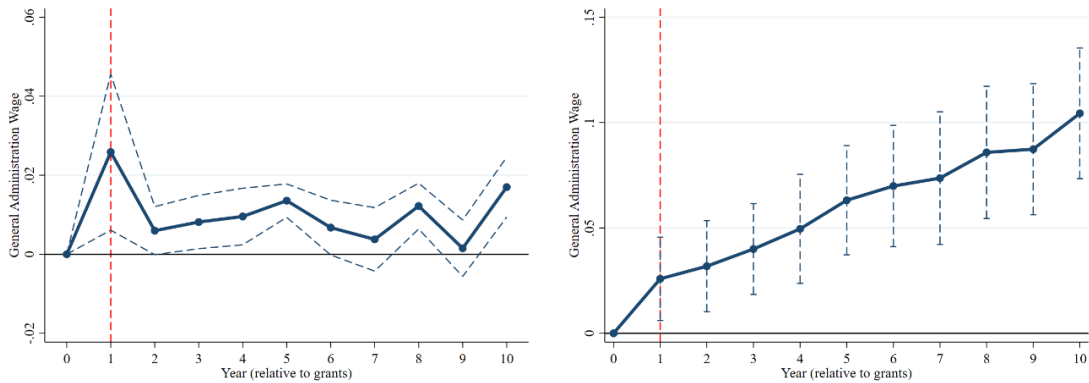 General Administration Wage
.06
.04
.02
0
-.02
0 1 2 3 4 5 6 7 8 9 10
Year (relative to grants)
General Administration Wage
.15
.1
.05
0
0 1 2 3 4 5 6 7 8 9 10
Year (relative to grants)